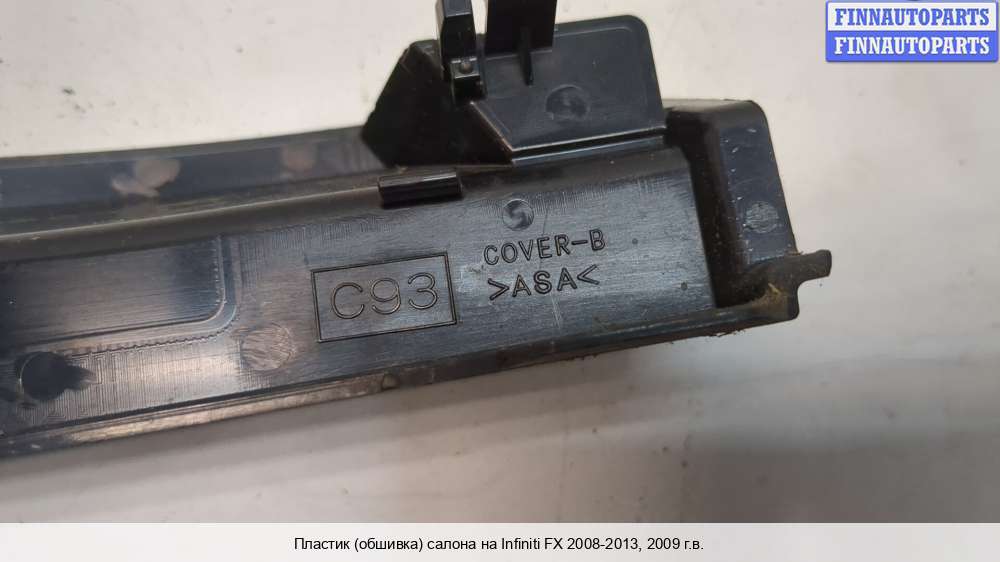 FINNAUTOPARTS
FINNAUTOPARTS
COVER-B
C93
>ASA<
Пластик (обшивка) салона на Infiniti FX 2008-2013, 2009 г.в.